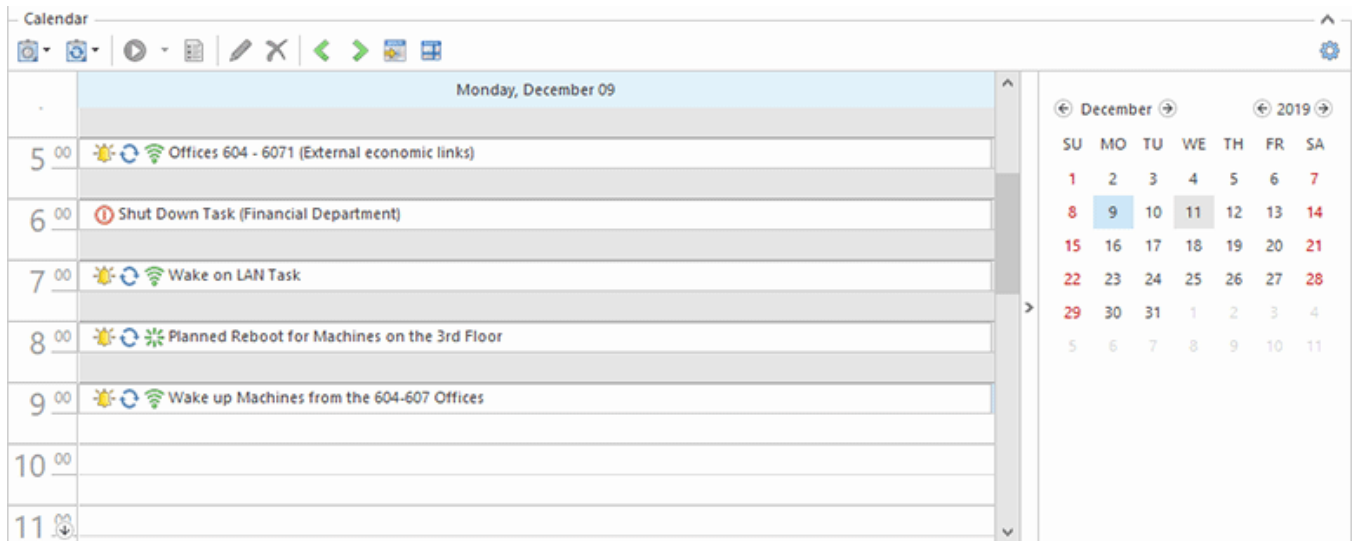 Calendar
Monday, December 09
5 00 Offices 604 - 6071 (External economic links)
6 00 Shut Down Task (Financial Department)
7 00 Wake on LAN Task
8 00 Planned Reboot for Machines on the 3rd Floor
9 00 Wake up Machines from the 604-607 Offices
10 00
11 00
December 2019
SU MO TU WE TH FR SA
1 2 3 4 5 6 7
8 9 10 11 12 13 14
15 16 17 18 19 20 21
22 23 24 25 26 27 28
29 30 31 1 2 3 4
5 6 7 8 9 10 11